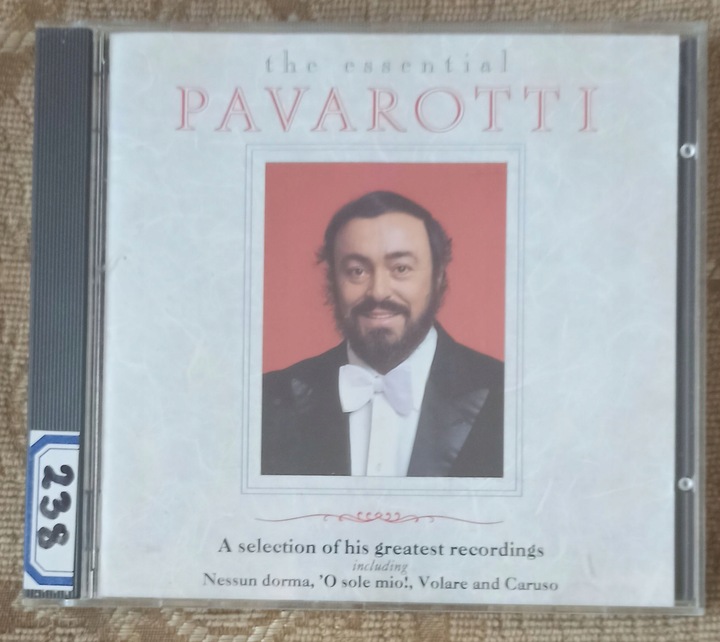 the essential
PAVAROTTI
A selection of his greatest recordings
including
Nessun dorma, 'O sole mio!, Volare and Caruso
238